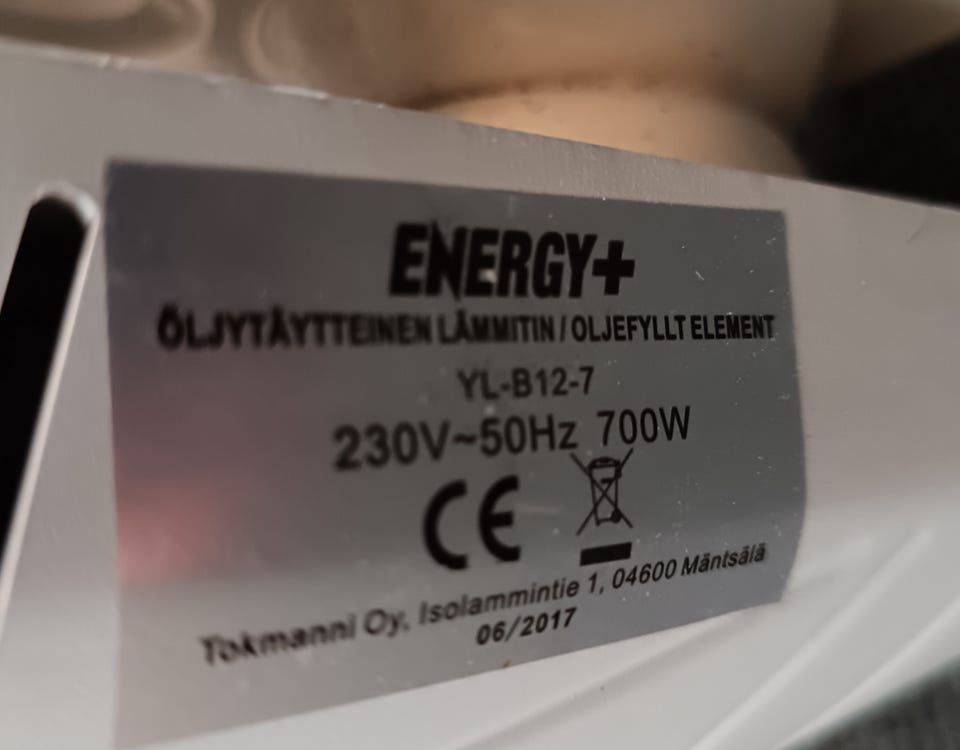 ENERGY+
ÖLJYTÄYTTEINEN LÄMMITIN / OLJEFYLLT ELEMENT
YL-B12-7
230V~50Hz 700W
CE
Tokmanni Oy, Isolammintie 1, 04600 Mäntsälä
06/2017